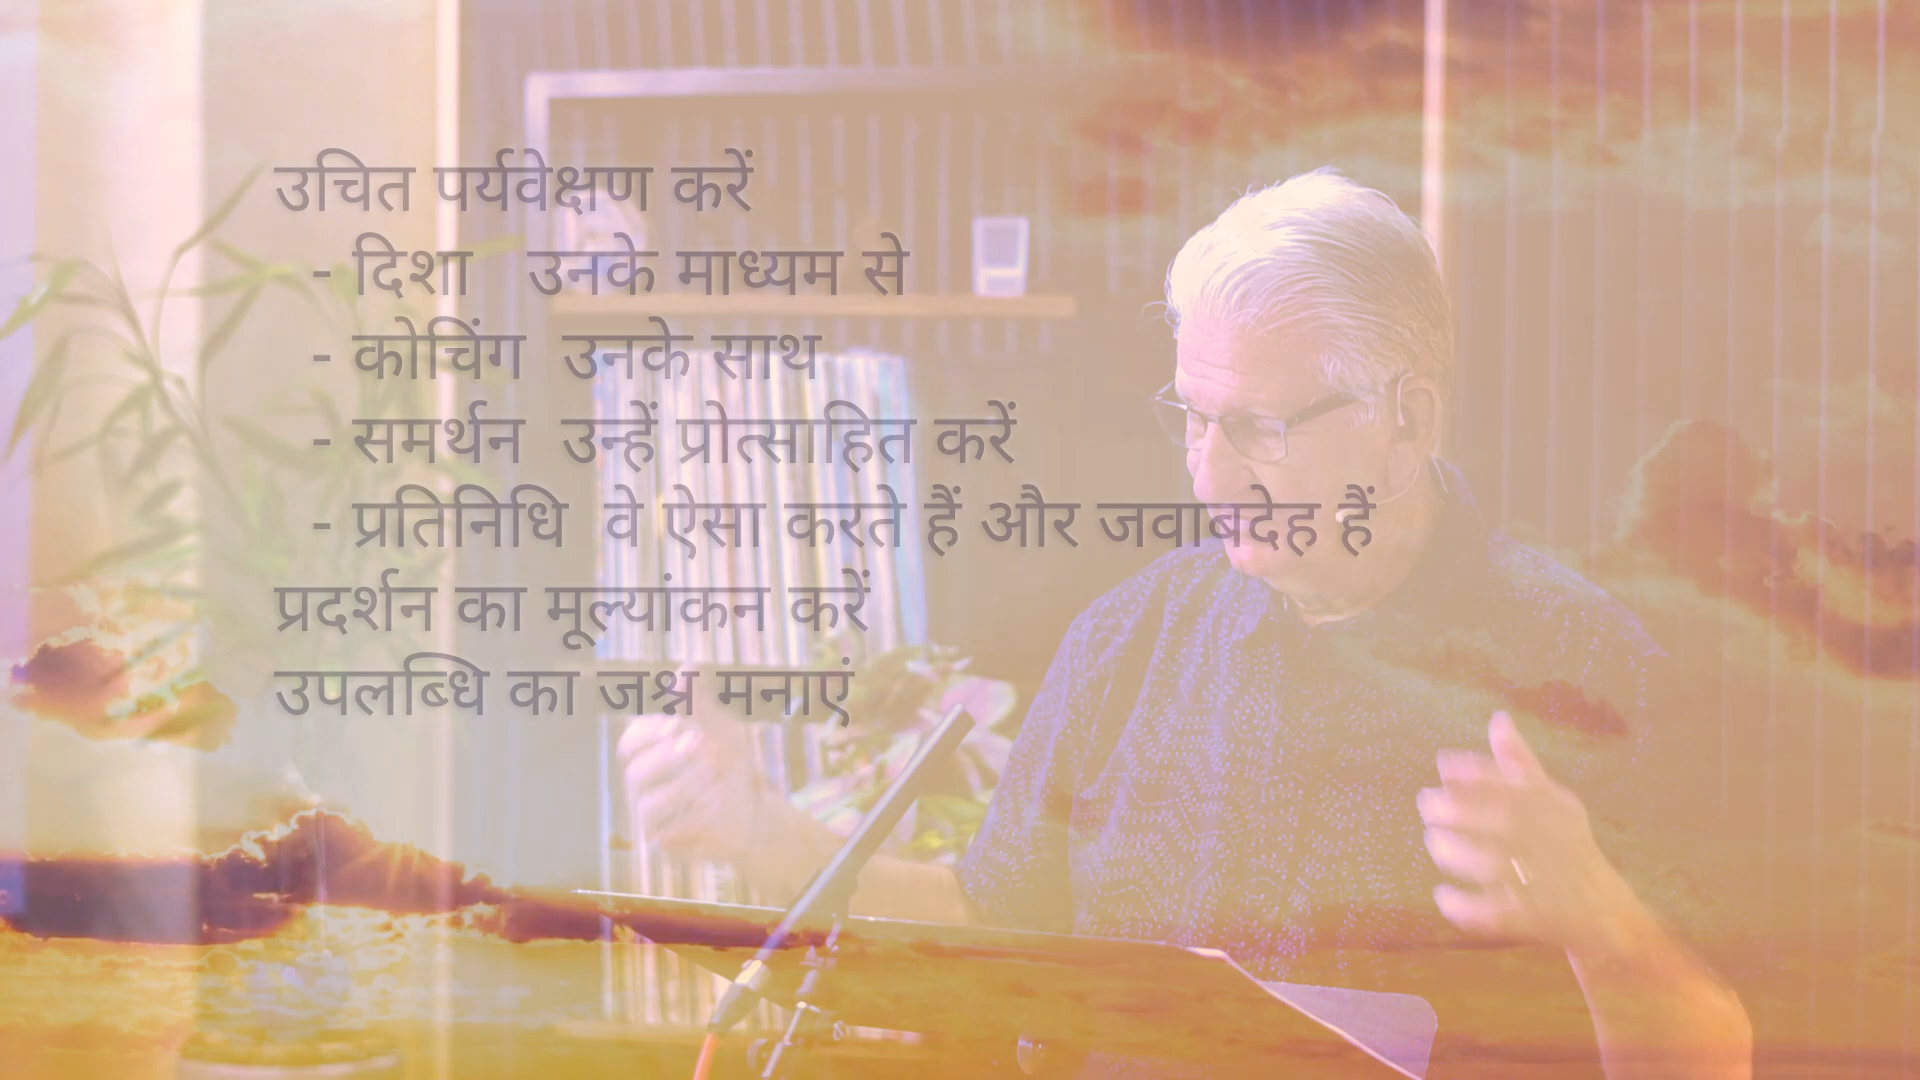 उचित पर्यवेक्षण करें
- दिशा उनके माध्यम से
- कोचिंग उनके साथ
- समर्थन उन्हें प्रोत्साहित करें
- प्रतिनिधि वे ऐसा करते हैं और जवाबदेह हैं
प्रदर्शन का मूल्यांकन करें
उपलब्धि का जश्न मनाएं